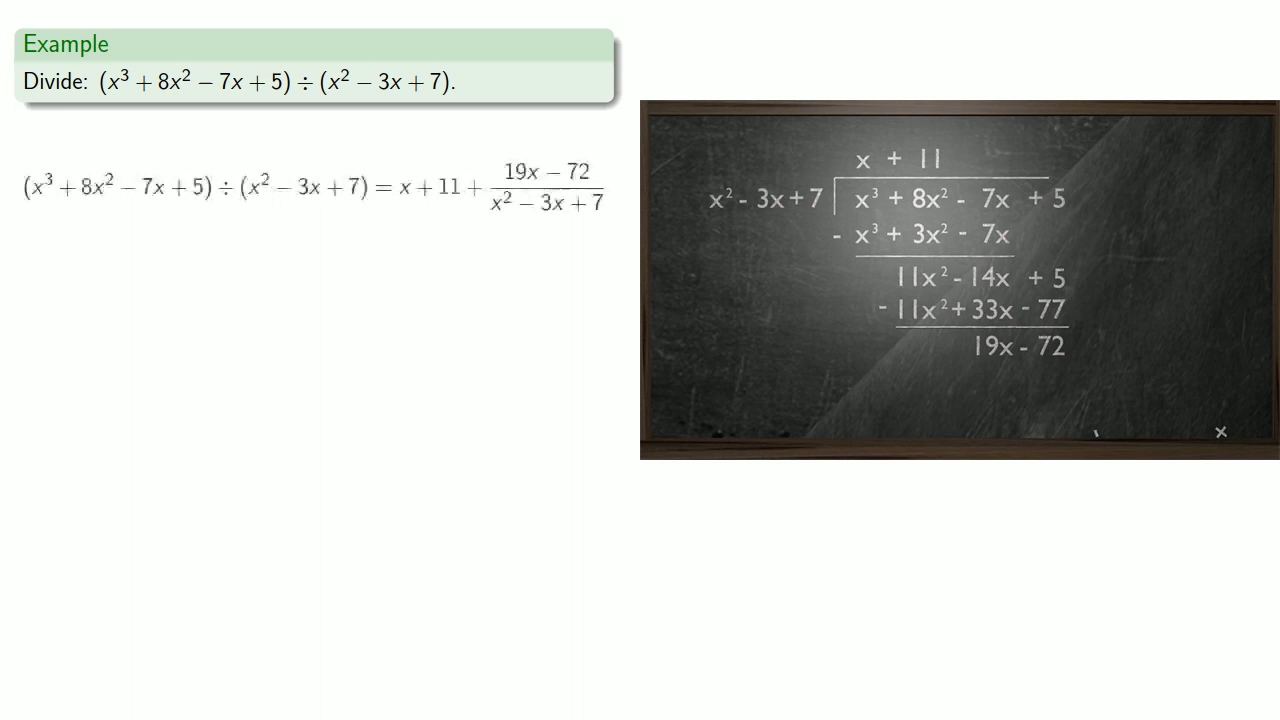 Example
Divide: (x³ + 8x² − 7x + 5) ÷ (x² − 3x + 7).
(x³ + 8x² − 7x + 5) ÷ (x² − 3x + 7) = x + 11 + (19x − 72)/(x² − 3x + 7)
x + 11
x² - 3x + 7 x³ + 8x² - 7x + 5
- x³ + 3x² - 7x
11x² - 14x + 5
- 11x² + 33x - 77
19x - 72
x